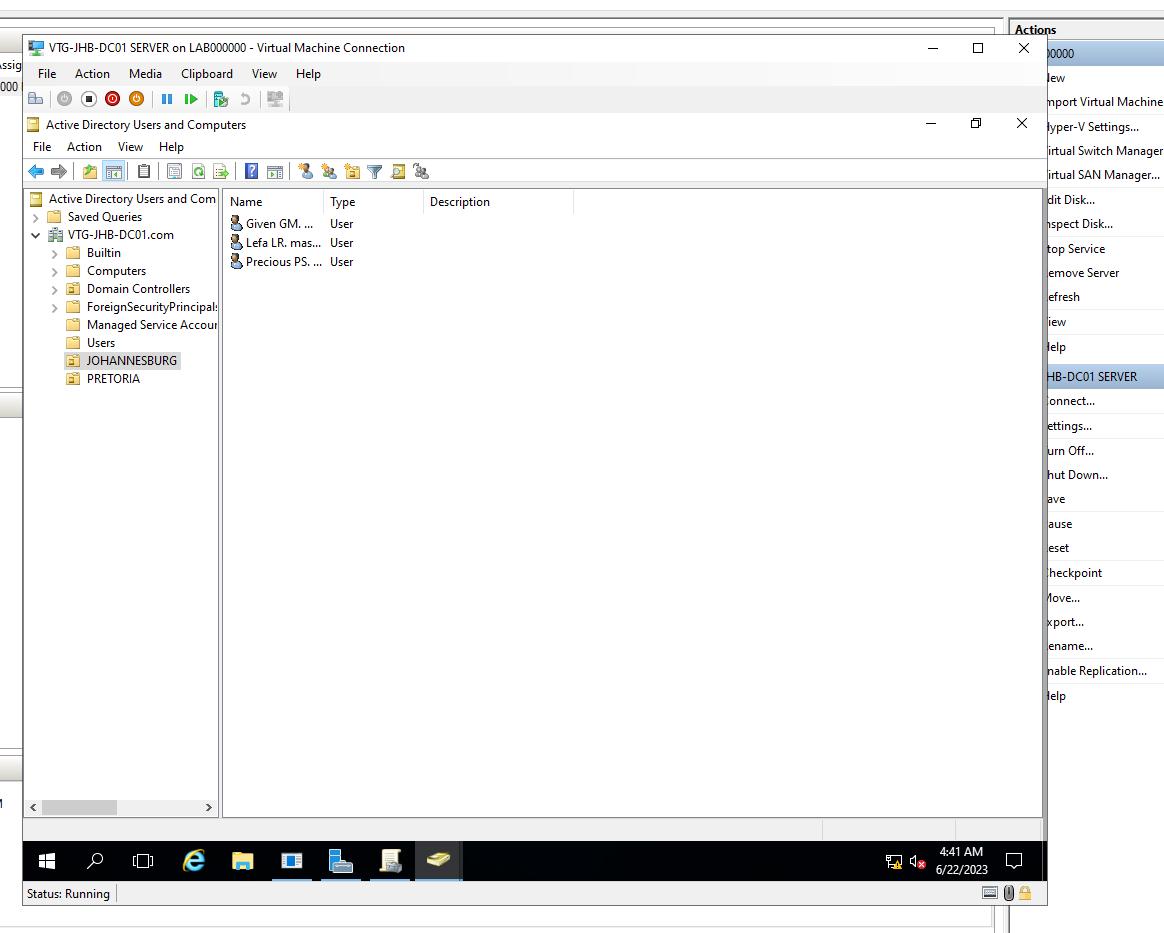 Actions
VTG-JHB-DC01 SERVER on LAB000000 - Virtual Machine Connection
File Action Media Clipboard View Help
Active Directory Users and Computers
File Action View Help
Active Directory Users and Com
Saved Queries
VTG-JHB-DC01.com
Builtin
Computers
Domain Controllers
ForeignSecurityPrincipals
Managed Service Accour
Users
JOHANNESBURG
PRETORIA
Name Type Description
Given GM. ... User
Lefa LR. mas... User
Precious PS. ... User
4:41 AM
6/22/2023
Status: Running
ssig
000
00000
ew
mport Virtual Machine
yper-V Settings...
irtual Switch Manager
irtual SAN Manager...
dit Disk...
nspect Disk...
top Service
emove Server
efresh
iew
elp
HB-DC01 SERVER
onnect...
ettings...
urn Off...
hut Down...
ave
ause
eset
Checkpoint
Move...
xport...
ename...
nable Replication...
elp